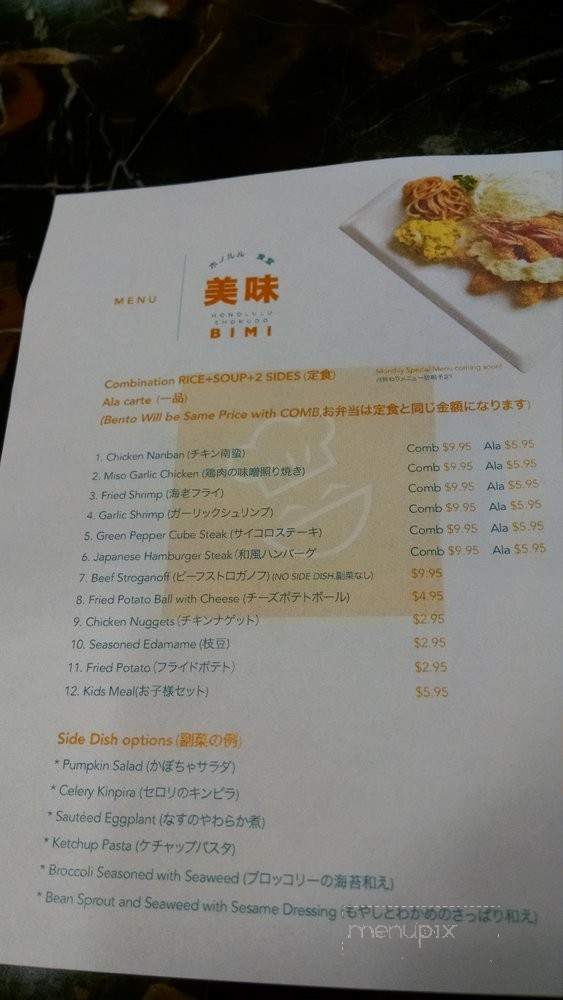 MENU
ホノルル 食堂
美味
HONOLULU
SHOKUDO
BIMI
Combination RICE+SOUP+2 SIDES (定食)
Monthly Special Menu coming soon!
Ala carte (一品)
(Bento Will be Same Price with COMB,お弁当は定食と同じ金額になります)
1. Chicken Nanban (チキン南蛮) Comb $9.95 Ala $5.95
2. Miso Garlic Chicken (鶏肉の味噌照り焼き) Comb $9.95 Ala $5.95
3. Fried Shrimp (海老フライ) Comb $9.95 Ala $5.95
4. Garlic Shrimp (ガーリックシュリンプ) Comb $9.95 Ala $5.95
5. Green Pepper Cube Steak (サイコロステーキ) Comb $9.95 Ala $5.95
6. Japanese Hamburger Steak (和風ハンバーグ Comb $9.95 Ala $5.95
7. Beef Stroganoff (ビーフストロガノフ) (NO SIDE DISH.副菜なし) $9.95
8. Fried Potato Ball with Cheese (チーズポテトボール) $4.95
9. Chicken Nuggets (チキンナゲット) $2.95
10. Seasoned Edamame (枝豆) $2.95
11. Fried Potato (フライドポテト) $2.95
12. Kids Meal(お子様セット) $5.95
Side Dish options (副菜の例)
* Pumpkin Salad (かぼちゃサラダ)
* Celery Kinpira (セロリのキンピラ)
* Sautéed Eggplant (なすのやわらか煮)
* Ketchup Pasta (ケチャップパスタ)
* Broccoli Seasoned with Seaweed (ブロッコリーの海苔和え)
* Bean Sprout and Seaweed with Sesame Dressing (もやしとわかめのさっぱり和え)
menupix